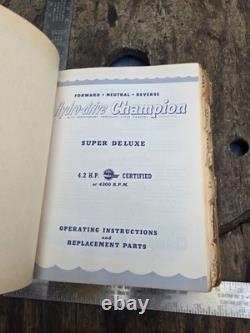 FORWARD • NEUTRAL • REVERSE
Hydro-drive Champion
SUPER DELUXE
4.2 H.P. CERTIFIED
at 4000 R.P.M.
OPERATING INSTRUCTIONS
and
REPLACEMENT PARTS